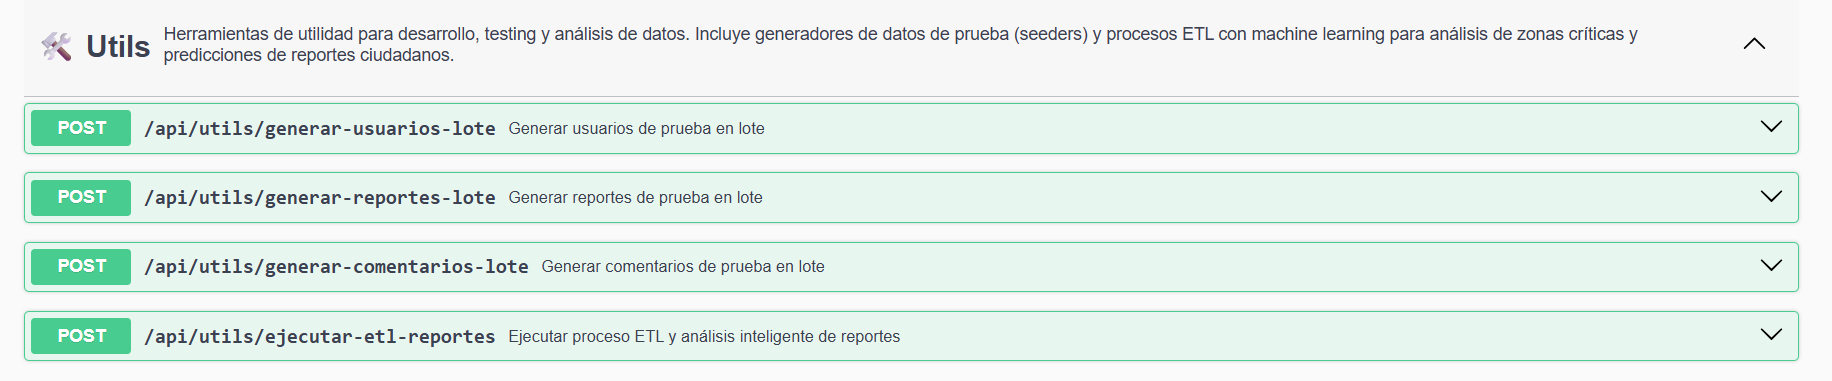 Utils
Herramientas de utilidad para desarrollo, testing y análisis de datos. Incluye generadores de datos de prueba (seeders) y procesos ETL con machine learning para análisis de zonas críticas y
predicciones de reportes ciudadanos.
POST /api/utils/generar-usuarios-lote Generar usuarios de prueba en lote
POST /api/utils/generar-reportes-lote Generar reportes de prueba en lote
POST /api/utils/generar-comentarios-lote Generar comentarios de prueba en lote
POST /api/utils/ejecutar-etl-reportes Ejecutar proceso ETL y análisis inteligente de reportes